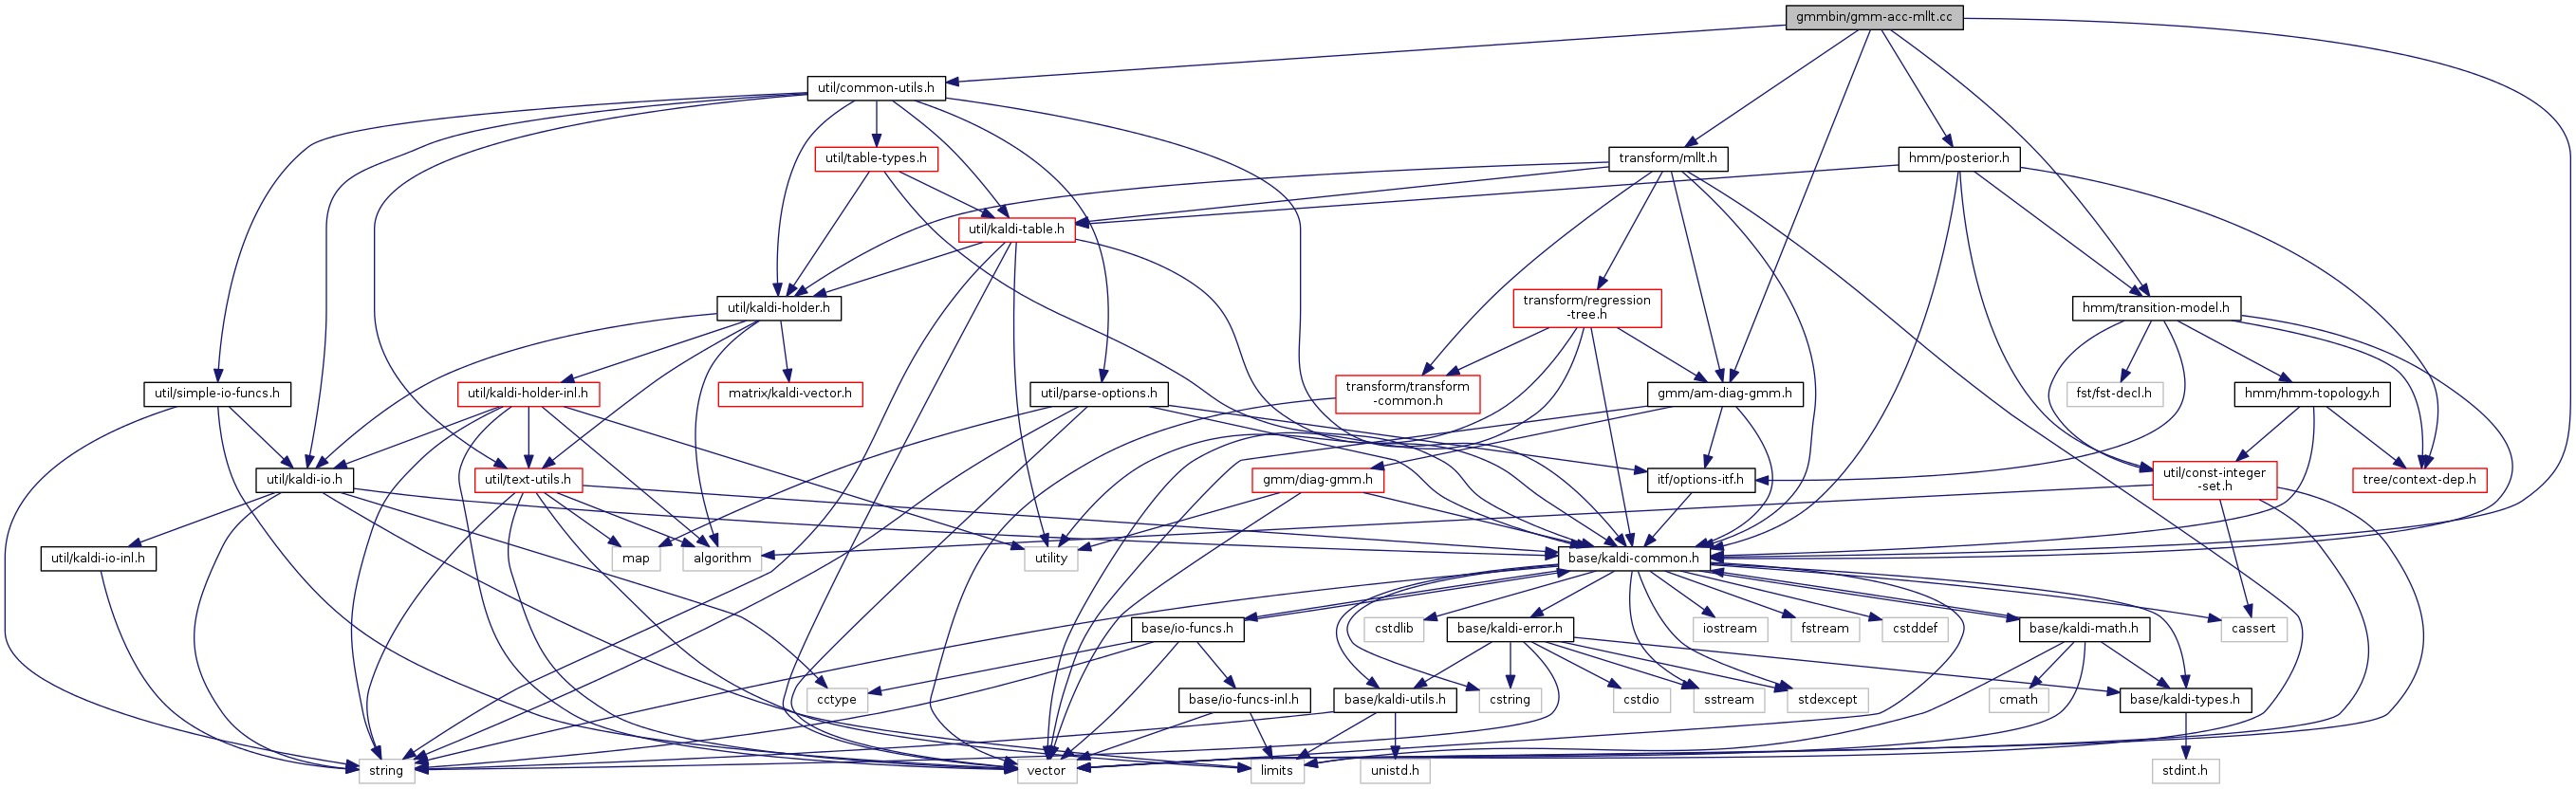 gmmbin/gmm-acc-mllt.cc
util/common-utils.h
util/table-types.h
transform/mllt.h
hmm/posterior.h
util/kaldi-table.h
util/kaldi-holder.h
transform/regression
-tree.h
hmm/transition-model.h
util/simple-io-funcs.h
util/kaldi-holder-inl.h
matrix/kaldi-vector.h
util/parse-options.h
transform/transform
-common.h
gmm/am-diag-gmm.h
fst/fst-decl.h
hmm/hmm-topology.h
util/kaldi-io.h
util/text-utils.h
gmm/diag-gmm.h
itf/options-itf.h
util/const-integer
-set.h
tree/context-dep.h
util/kaldi-io-inl.h
map
algorithm
utility
base/kaldi-common.h
base/io-funcs.h
cstdlib
base/kaldi-error.h
iostream
fstream
cstddef
base/kaldi-math.h
cassert
cctype
base/io-funcs-inl.h
base/kaldi-utils.h
cstring
cstdio
sstream
stdexcept
cmath
base/kaldi-types.h
string
vector
limits
unistd.h
stdint.h